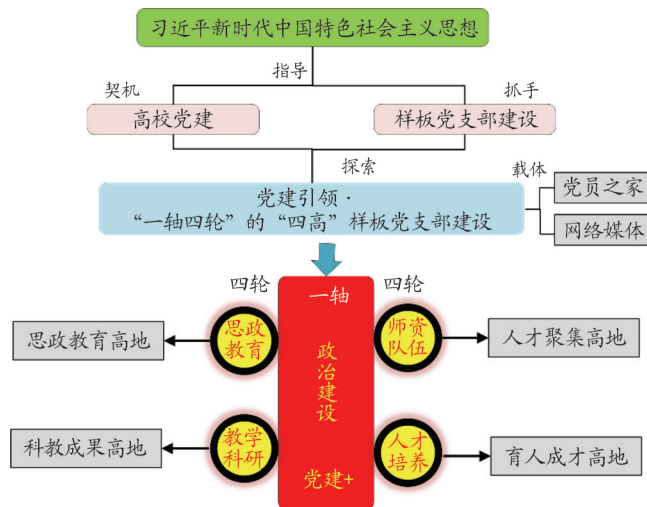 习近平新时代中国特色社会主义思想
指导
契机
抓手
高校党建
样板党支部建设
探索
载体
党建引领·
“一轴四轮”的“四高”样板党支部建设
党员之家
网络媒体
四轮
一轴
四轮
思政教育高地
思政
教育
政治建设
师资
队伍
人才聚集高地
科教成果高地
教学
科研
党建+
人才
培养
育人成才高地